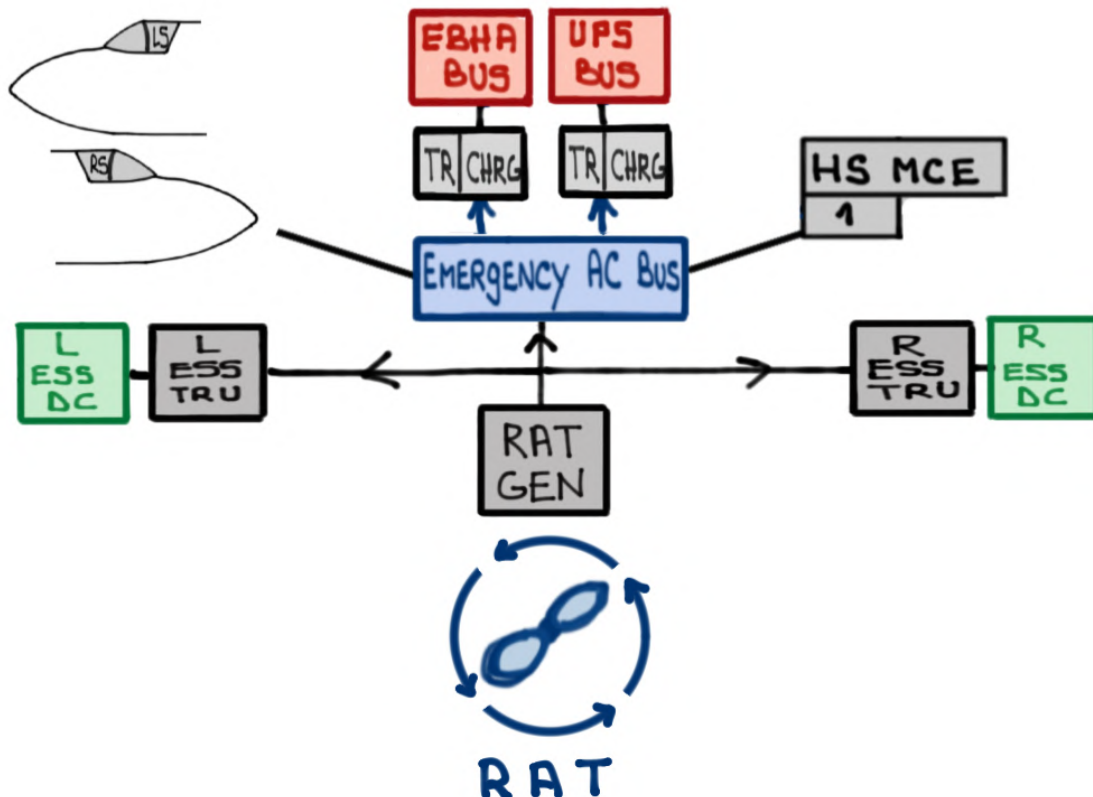 LS
RS
EBHA
BUS
UPS
BUS
TR CHRG
TR CHRG
HS MCE
1
EMERgENCY AC BUS
L
ESS
DC
L
ESS
TRU
R
ESS
TRU
R
ESS
DC
RAT
GEN
RAT